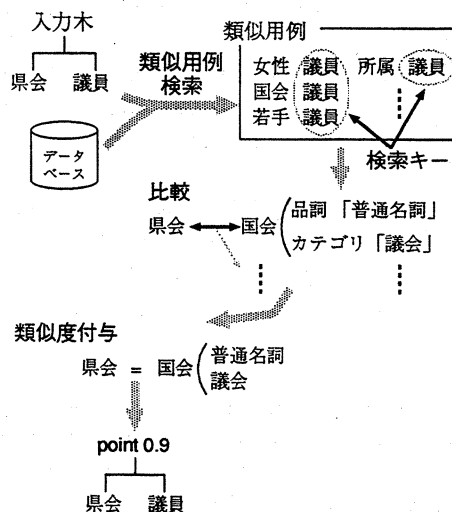 入力木
県会 議員
データ
ベース
類似用例
検索
類似用例
女性 議員 所属 議員
国会 議員
若手 議員
検索キー
比較
県会 国会 品詞「普通名詞」
カテゴリ「議会」
類似度付与
県会 = 国会 普通名詞
議会
point 0.9
県会 議員